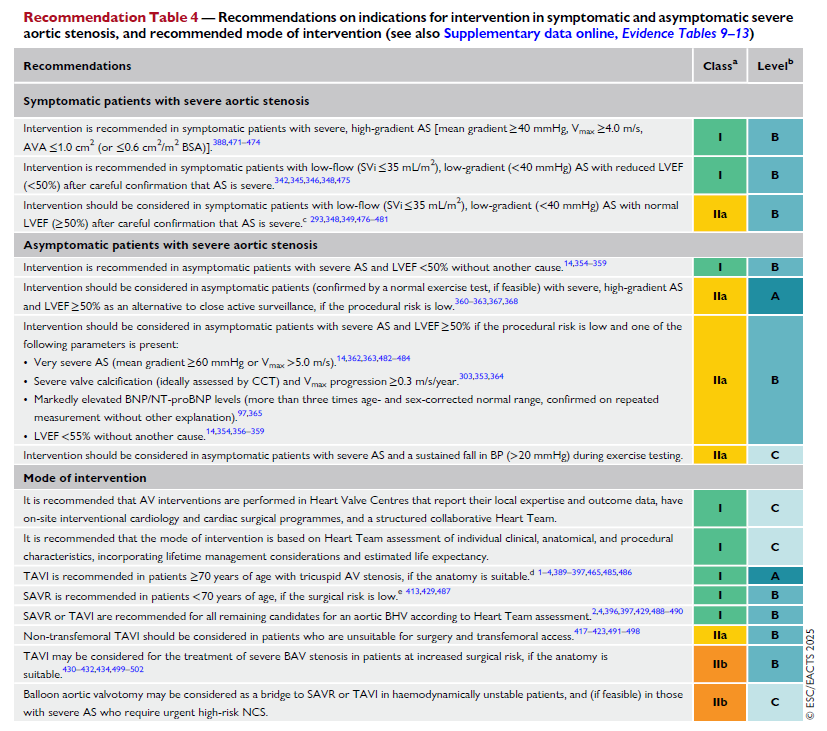 Recommendation Table 4 — Recommendations on indications for intervention in symptomatic and asymptomatic severe
aortic stenosis, and recommended mode of intervention (see also Supplementary data online, Evidence Tables 9–13)
Recommendations Classᵃ Levelᵇ
Symptomatic patients with severe aortic stenosis
Intervention is recommended in symptomatic patients with severe, high-gradient AS [mean gradient ≥40 mmHg, Vmax ≥4.0 m/s,
AVA ≤1.0 cm² (or ≤0.6 cm²/m² BSA)].388,471–474
I B
Intervention is recommended in symptomatic patients with low-flow (SVi ≤35 mL/m²), low-gradient (<40 mmHg) AS with reduced LVEF
(<50%) after careful confirmation that AS is severe.342,345,346,348,475
I B
Intervention should be considered in symptomatic patients with low-flow (SVi ≤35 mL/m²), low-gradient (<40 mmHg) AS with normal
LVEF (≥50%) after careful confirmation that AS is severe.ᶜ 293,348,349,476–481
IIa B
Asymptomatic patients with severe aortic stenosis
Intervention is recommended in asymptomatic patients with severe AS and LVEF <50% without another cause.14,354–359 I B
Intervention should be considered in asymptomatic patients (confirmed by a normal exercise test, if feasible) with severe, high-gradient AS
and LVEF ≥50% as an alternative to close active surveillance, if the procedural risk is low.360–363,367,368
IIa A
Intervention should be considered in asymptomatic patients with severe AS and LVEF ≥50% if the procedural risk is low and one of the
following parameters is present:
• Very severe AS (mean gradient ≥60 mmHg or Vmax >5.0 m/s).14,362,363,482–484
• Severe valve calcification (ideally assessed by CCT) and Vmax progression ≥0.3 m/s/year.303,353,364
• Markedly elevated BNP/NT-proBNP levels (more than three times age- and sex-corrected normal range, confirmed on repeated
measurement without other explanation).97,365
• LVEF <55% without another cause.14,354,356–359
IIa B
Intervention should be considered in asymptomatic patients with severe AS and a sustained fall in BP (>20 mmHg) during exercise testing. IIa C
Mode of intervention
It is recommended that AV interventions are performed in Heart Valve Centres that report their local expertise and outcome data, have
on-site interventional cardiology and cardiac surgical programmes, and a structured collaborative Heart Team.
I C
It is recommended that the mode of intervention is based on Heart Team assessment of individual clinical, anatomical, and procedural
characteristics, incorporating lifetime management considerations and estimated life expectancy.
I C
TAVI is recommended in patients ≥70 years of age with tricuspid AV stenosis, if the anatomy is suitable.ᵈ 1–4,389–397,465,485,486 I A
SAVR is recommended in patients <70 years of age, if the surgical risk is low.ᵉ 413,429,487 I B
SAVR or TAVI are recommended for all remaining candidates for an aortic BHV according to Heart Team assessment.2,4,396,397,429,488–490 I B
Non-transfemoral TAVI should be considered in patients who are unsuitable for surgery and transfemoral access.417–423,491–498 IIa B
TAVI may be considered for the treatment of severe BAV stenosis in patients at increased surgical risk, if the anatomy is
suitable.430–432,434,499–502
IIb B
Balloon aortic valvotomy may be considered as a bridge to SAVR or TAVI in haemodynamically unstable patients, and (if feasible) in those
with severe AS who require urgent high-risk NCS.
IIb C
© ESC/EACTS 2025